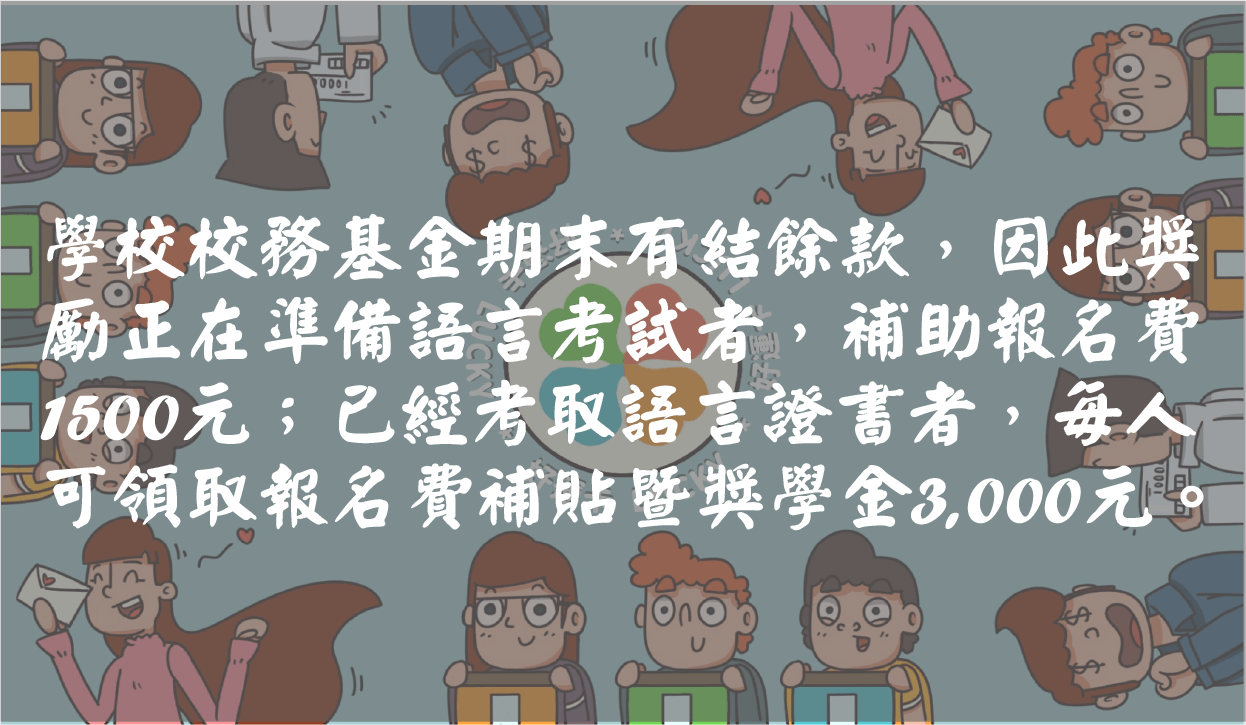 學校校務基金期末有結餘款，因此獎
勵正在準備語言考試者，補助報名費
1500元；已經考取語言證書者，每人
可領取報名費補貼暨獎學金3,000元。
LUCKY
好運